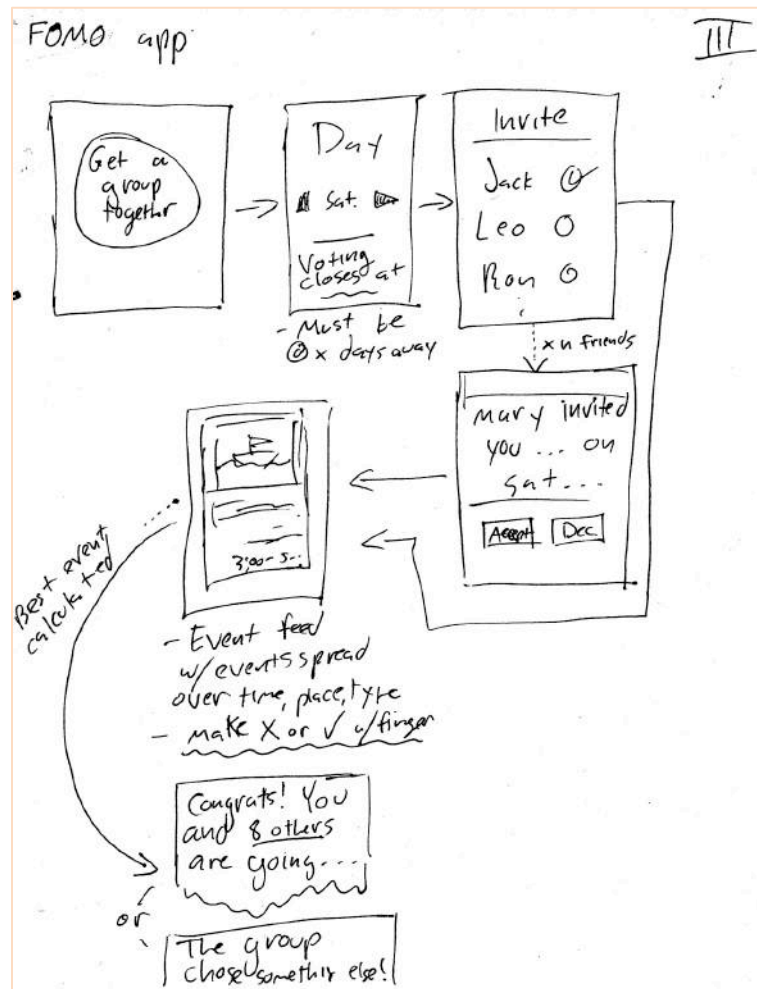 FOMO app
III
Get a
group
together
Day
Sat.
Voting
closes at
- Must be
x days away
Invite
Jack
Leo
Ron
x n friends
Mary invited
you ... on
sat...
Accept Dec.
3:00-5..
Best event
calculated
- Event feed
w/ events spread
over time, place, type
- make X or ✓ w/ finger
Congrats! You
and 8 others
are going...
or
The group
chose somethig else!